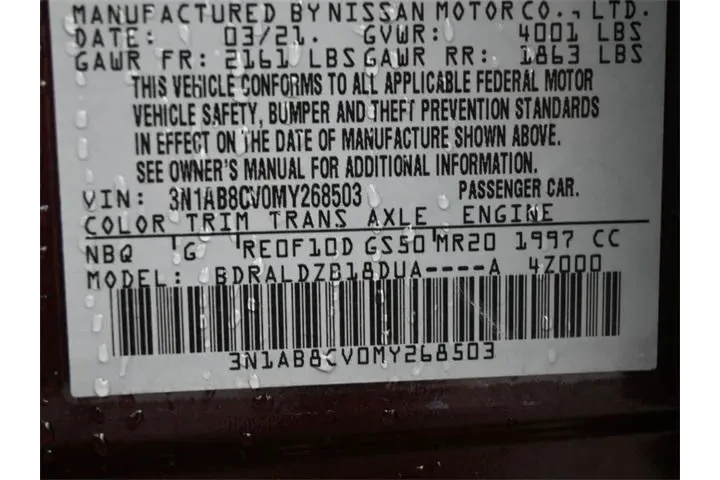 MANUFACTURED BY NISSAN MOTOR CO., LTD.
DATE: 03/21. GVWR: 4001 LBS
GAWR FR: 2161 LBS GAWR RR: 1863 LBS
THIS VEHICLE CONFORMS TO ALL APPLICABLE FEDERAL MOTOR
VEHICLE SAFETY, BUMPER AND THEFT PREVENTION STANDARDS
IN EFFECT ON THE DATE OF MANUFACTURE SHOWN ABOVE.
SEE OWNER'S MANUAL FOR ADDITIONAL INFORMATION.
VIN: 3N1AB8CV0MY268503 PASSENGER CAR.
COLOR TRIM TRANS AXLE ENGINE
NBQ G RE0F10D GS50 MR20 1997 CC
MODEL: BDRALDZB18DUA----A 4Z000
3N1AB8CV0MY268503